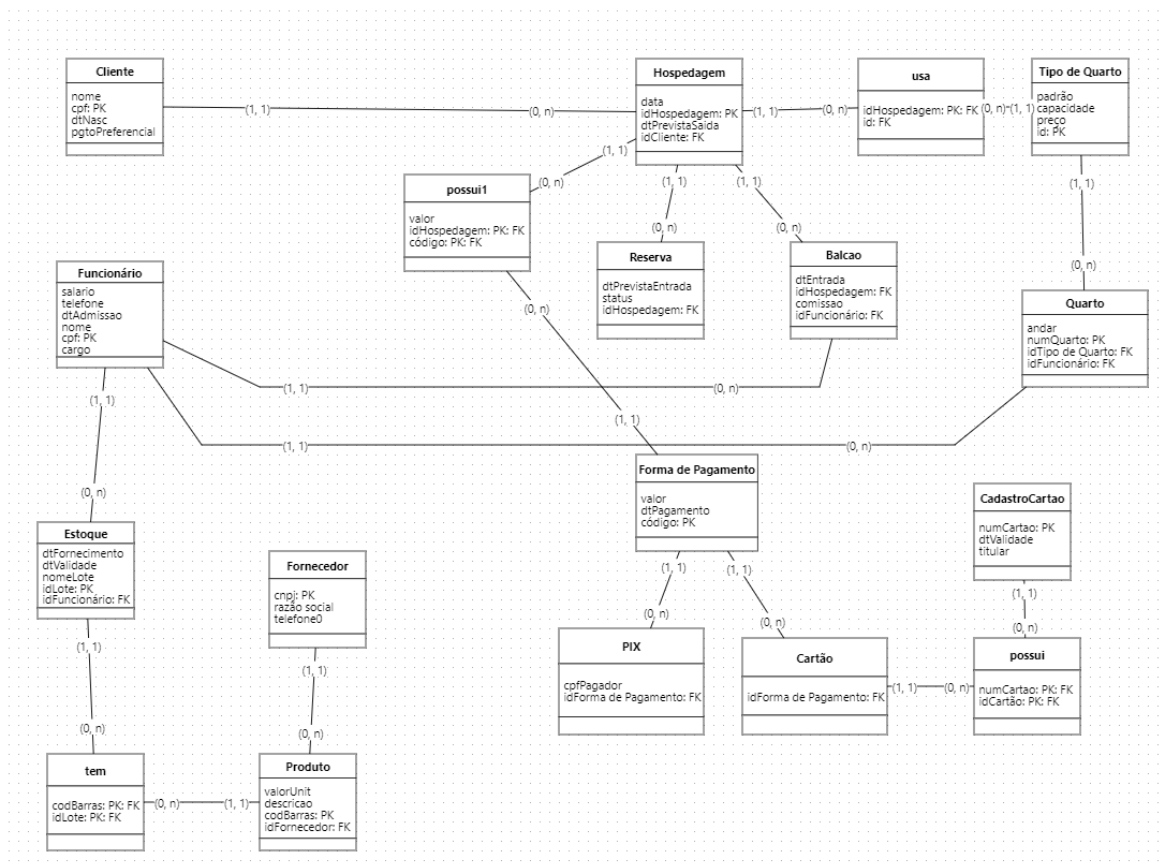 Cliente
nome
cpf: PK
dtNasc
pgtoPreferencial
(1, 1)
(0, n)
Hospedagem
data
idHospedagem: PK
dtPrevistaSaida
idCliente: FK
(1, 1)
(0, n)
usa
idHospedagem: PK: FK
id: FK
(0, n)
(1, 1)
Tipo de Quarto
padrão
capacidade
preço
id: PK
(1, 1)
(0, n)
possui1
valor
idHospedagem: PK: FK
código: PK: FK
(1, 1)
(0, n)
Reserva
dtPrevistaEntrada
status
idHospedagem: FK
(1, 1)
(0, n)
Balcao
dtEntrada
idHospedagem: FK
comissao
idFuncionário: FK
(1, 1)
(0, n)
Quarto
andar
numQuarto: PK
idTipo de Quarto: FK
idFuncionário: FK
Funcionário
salario
telefone
dtAdmissao
nome
cpf: PK
cargo
(0, n)
(1, 1)
(0, n)
(1, 1)
(1, 1)
(1, 1)
(0, n)
Forma de Pagamento
valor
dtPagamento
código: PK
CadastroCartao
numCartao: PK
dtValidade
titular
(0, n)
Estoque
dtFornecimento
dtValidade
nomeLote
idLote: PK
idFuncionário: FK
Fornecedor
cnpj: PK
razão social
telefone0
(1, 1)
(1, 1)
(1, 1)
(0, n)
(0, n)
(0, n)
PIX
cpfPagador
idForma de Pagamento: FK
Cartão
idForma de Pagamento: FK
(1, 1)
(0, n)
possui
numCartao: PK: FK
idCartão: PK: FK
(1, 1)
(1, 1)
(0, n)
(0, n)
tem
codBarras: PK: FK
idLote: PK: FK
(0, n)
(1, 1)
Produto
valorUnit
descricao
codBarras: PK
idFornecedor: FK